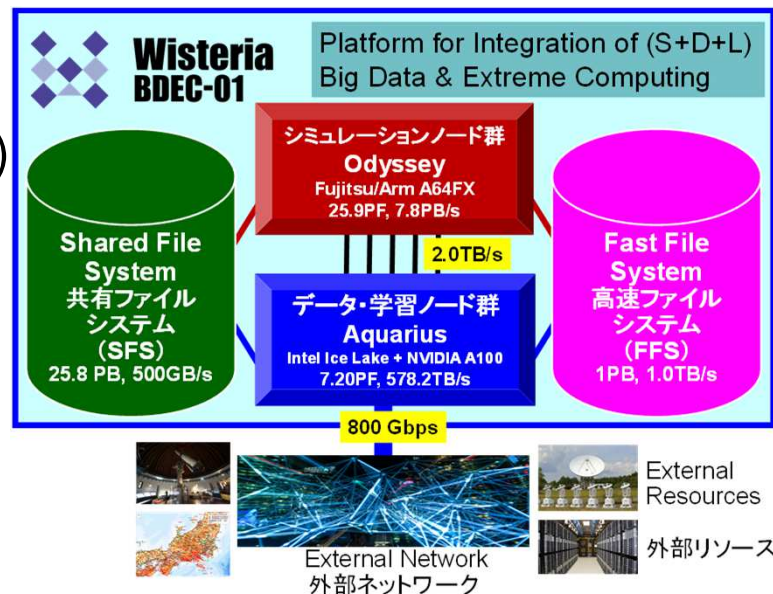 Wisteria
BDEC-01
Platform for Integration of (S+D+L)
Big Data & Extreme Computing
)
シミュレーションノード群
Odyssey
Fujitsu/Arm A64FX
25.9PF, 7.8PB/s
Shared File
System
共有ファイル
システム
(SFS)
25.8 PB, 500GB/s
2.0TB/s
データ・学習ノード群
Aquarius
Intel Ice Lake + NVIDIA A100
7.20PF, 578.2TB/s
Fast File
System
高速ファイル
システム
(FFS)
1PB, 1.0TB/s
800 Gbps
External Network
外部ネットワーク
External
Resources
外部リソース